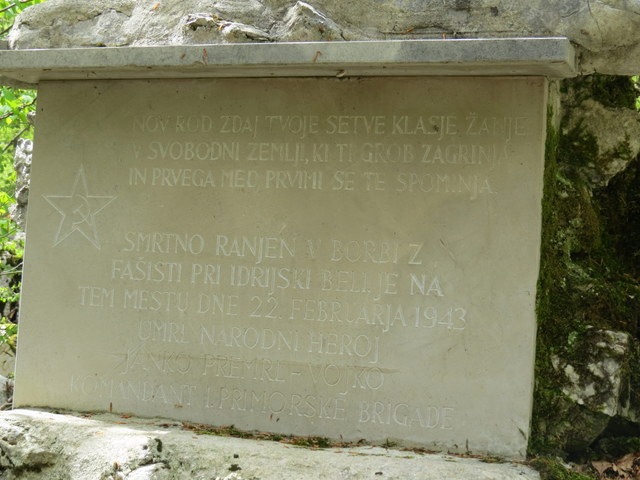 NOV ROD ZDAJ TVOJE SETVE KLASJE ŽANJE
V SVOBODNI ZEMLJI, KI TI GROB ZAGRINJA
IN PRVEGA MED PRVIMI SE TE SPOMINJA.
SMRTNO RANJEN V BORBI Z
FAŠISTI PRI IDRIJSKI BELI JE NA
TEM MESTU DNE 22. FEBRUARJA 1943
UMRL NARODNI HEROJ
JANKO PREMRL-VOJKO
KOMANDANT I. PRIMORSKE BRIGADE